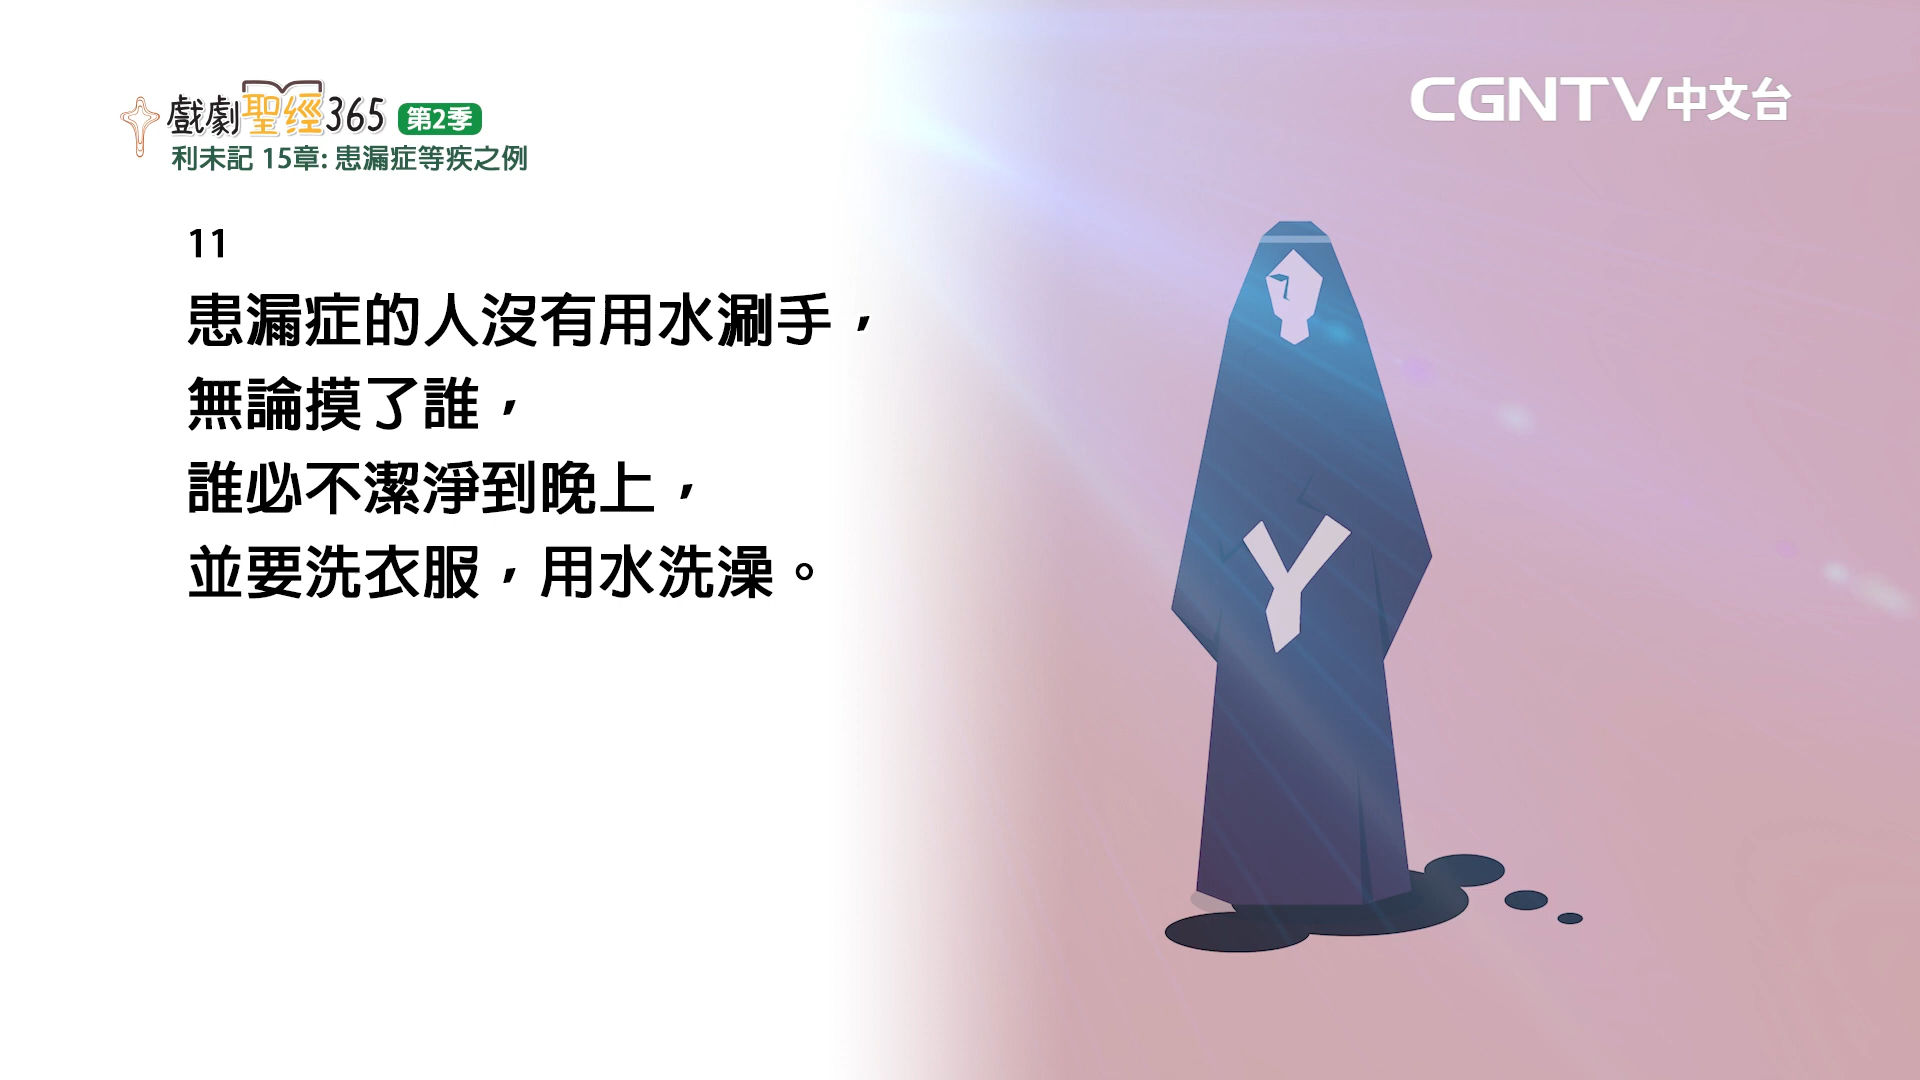 戲劇聖經365 第2季
利未記 15章: 患漏症等疾之例
CGNTV中文台
11
患漏症的人沒有用水涮手，
無論摸了誰，
誰必不潔淨到晚上，
並要洗衣服，用水洗澡。